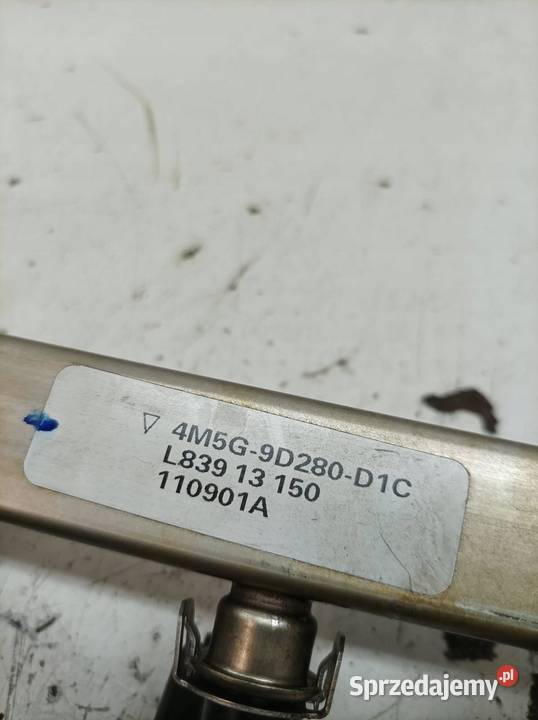 ▽ 4M5G-9D280-D1C
L839 13 150
110901A
Sprzedajemy.pl